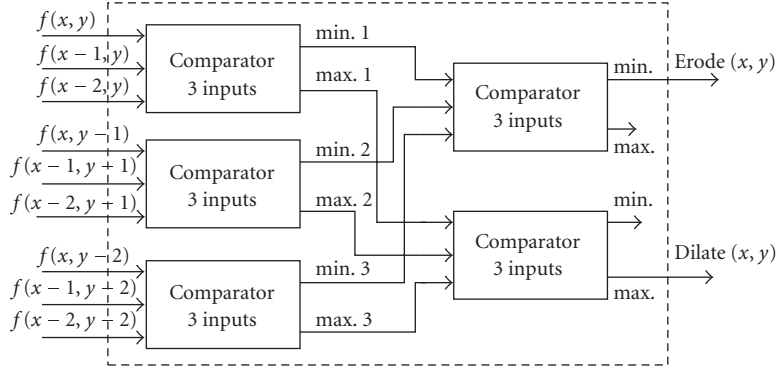 f(x, y)
f(x − 1, y)
f(x − 2, y)
Comparator
3 inputs
min. 1
max. 1
f(x, y − 1)
f(x − 1, y + 1)
f(x − 2, y + 1)
Comparator
3 inputs
min. 2
max. 2
f(x, y − 2)
f(x − 1, y + 2)
f(x − 2, y − 2)
Comparator
3 inputs
min. 3
max. 3
Comparator
3 inputs
min.
max.
Erode (x, y)
Comparator
3 inputs
min.
max.
Dilate (x, y)